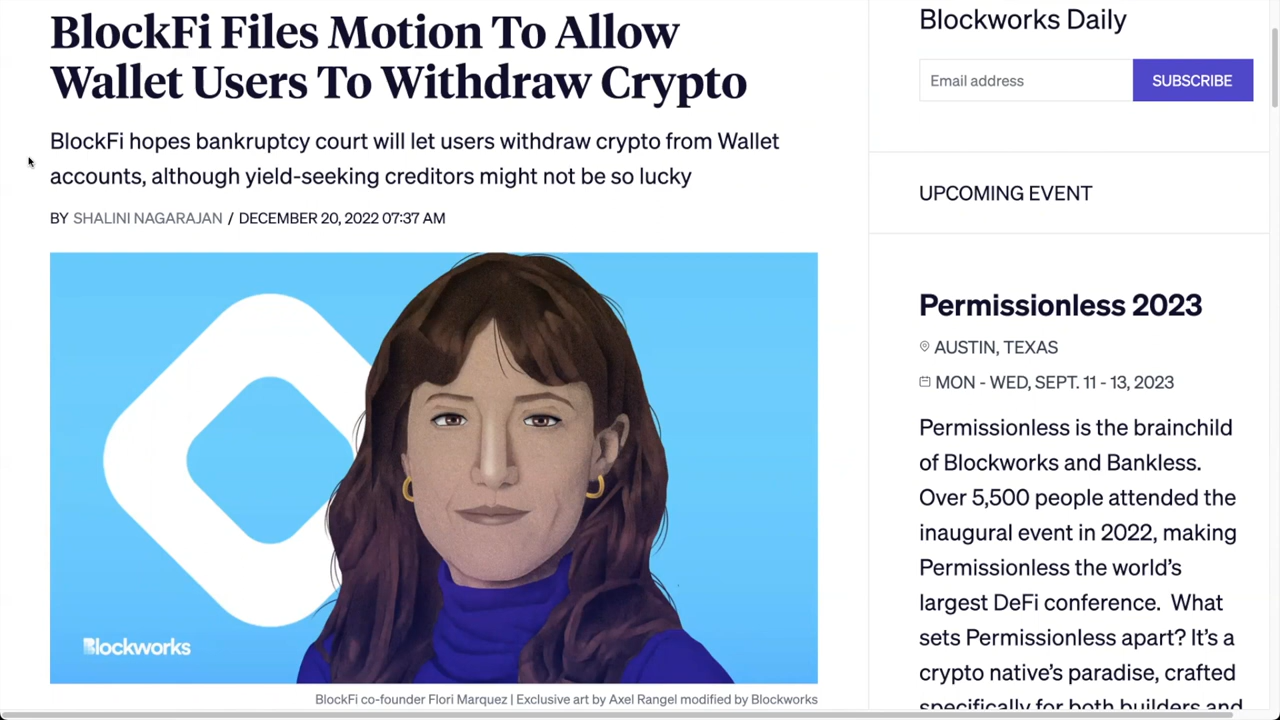 BlockFi Files Motion To Allow
Wallet Users To Withdraw Crypto
BlockFi hopes bankruptcy court will let users withdraw crypto from Wallet
accounts, although yield-seeking creditors might not be so lucky
BY SHALINI NAGARAJAN / DECEMBER 20, 2022 07:37 AM
Blockworks
BlockFi co-founder Flori Marquez | Exclusive art by Axel Rangel modified by Blockworks
Blockworks Daily
Email address
SUBSCRIBE
UPCOMING EVENT
Permissionless 2023
AUSTIN, TEXAS
MON - WED, SEPT. 11 - 13, 2023
Permissionless is the brainchild
of Blockworks and Bankless.
Over 5,500 people attended the
inaugural event in 2022, making
Permissionless the world’s
largest DeFi conference.  What
sets Permissionless apart? It’s a
crypto native’s paradise, crafted
specifically for both builders and